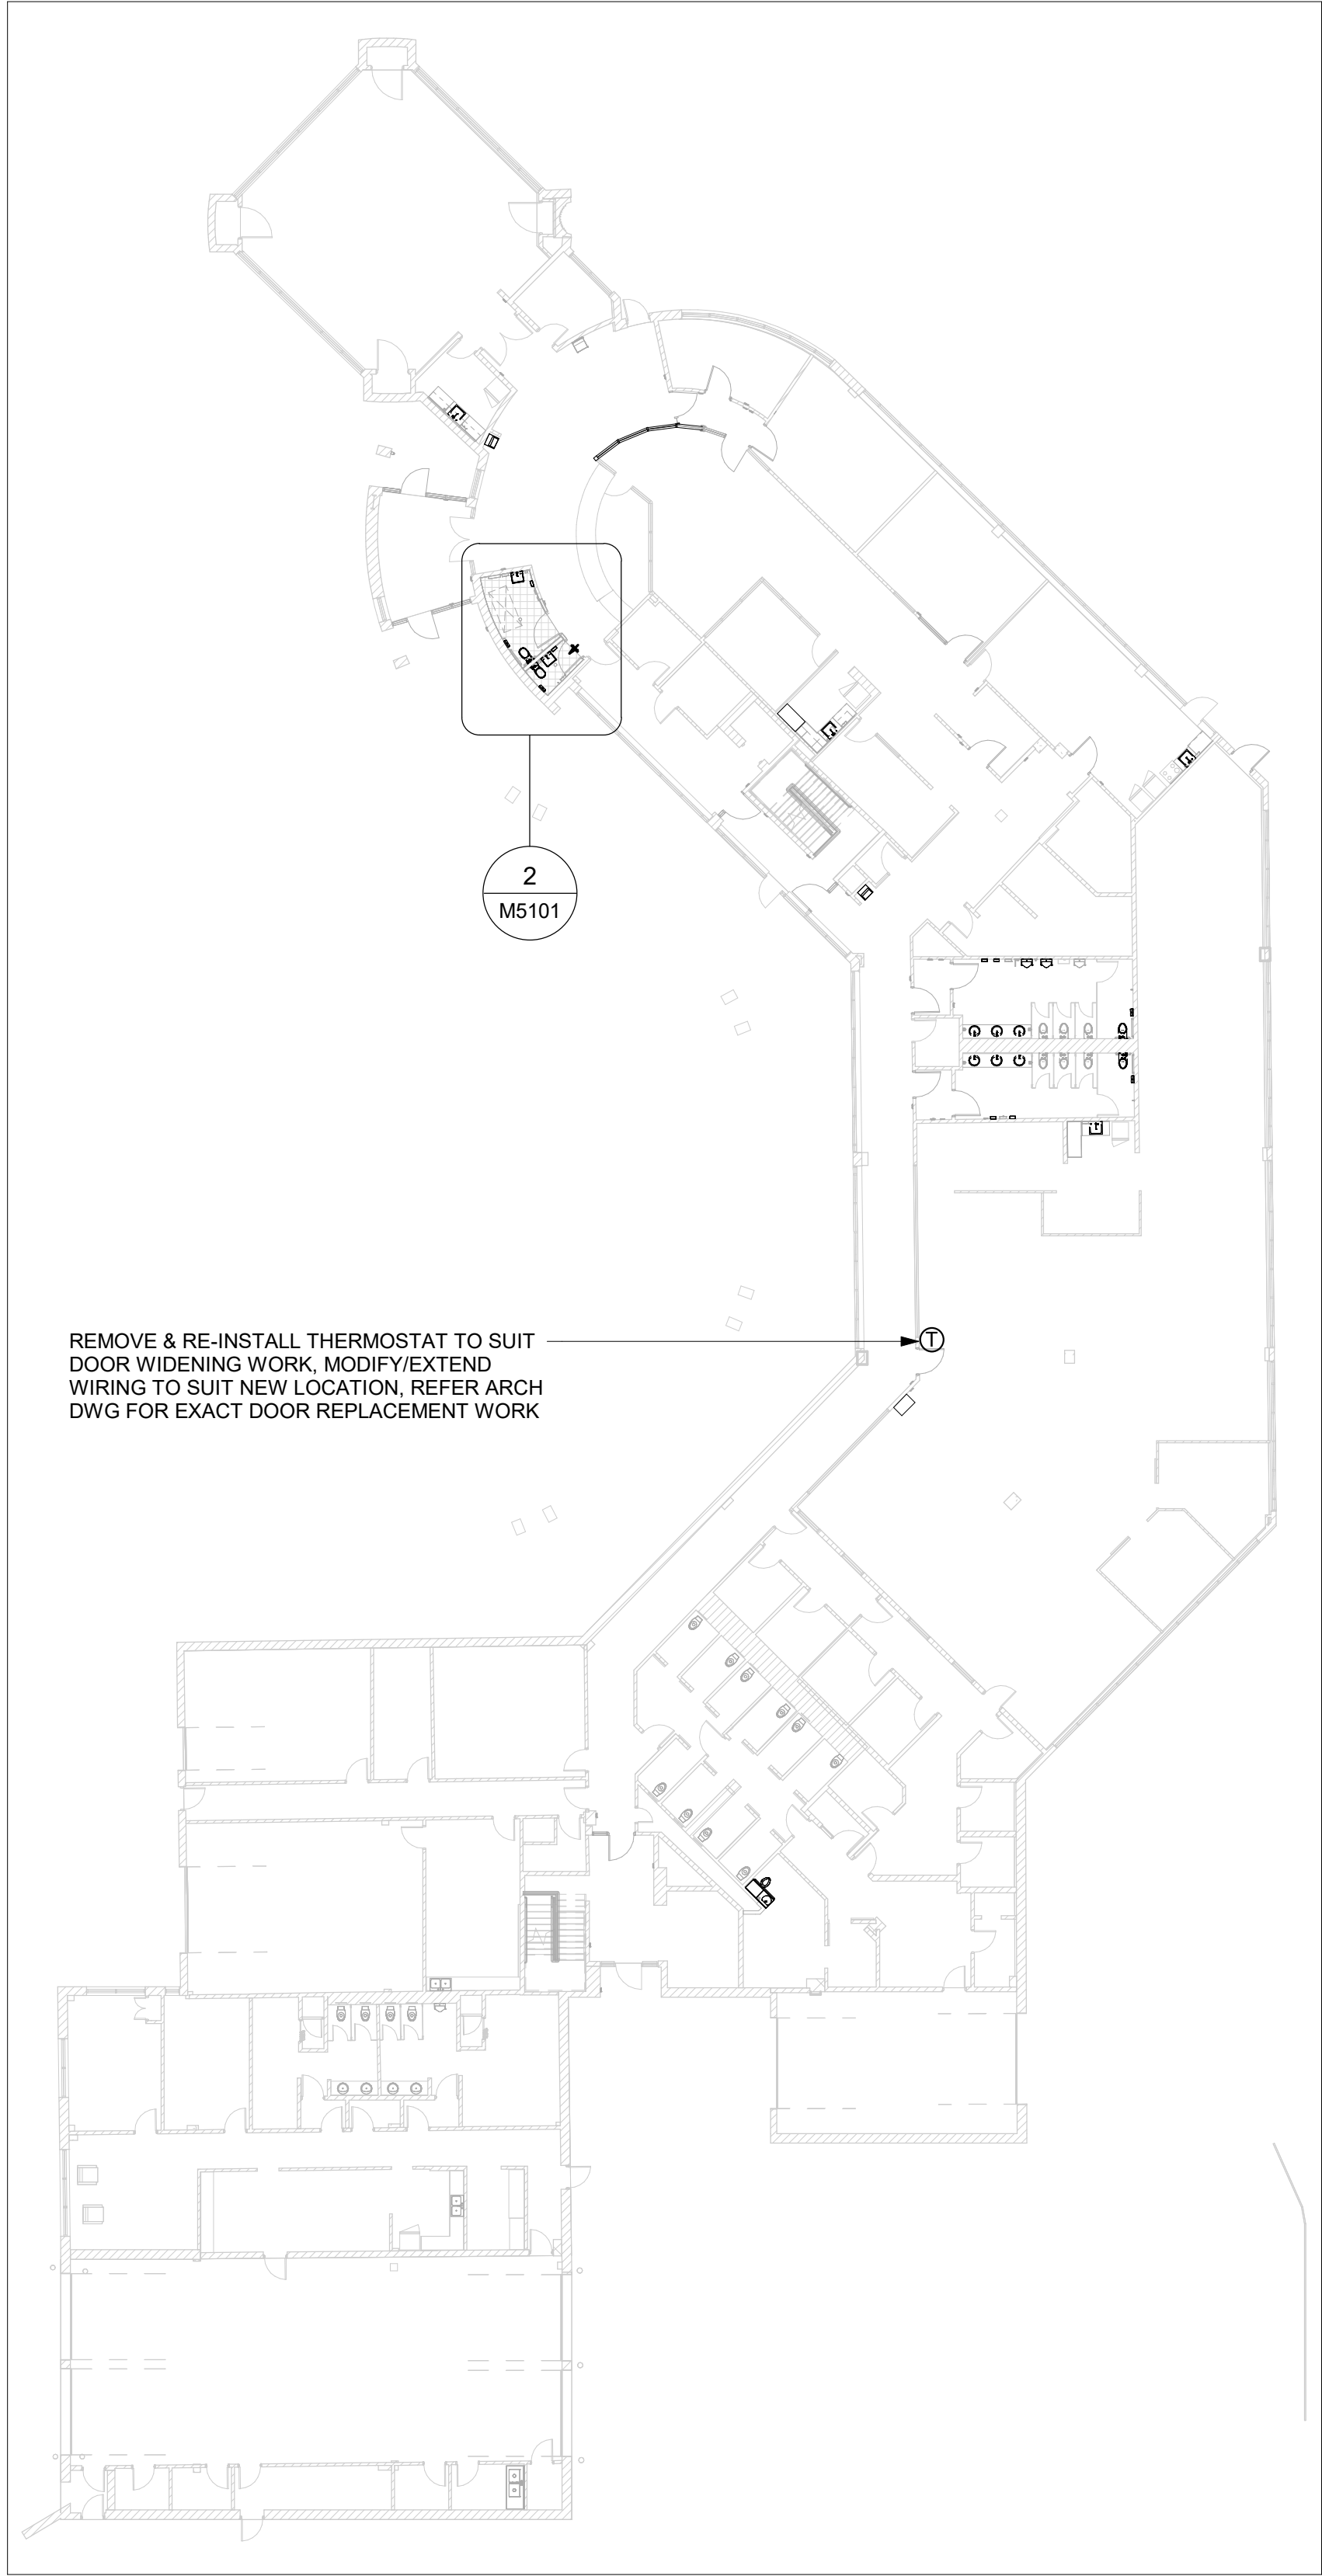 2
M5101
REMOVE & RE-INSTALL THERMOSTAT TO SUIT
T
DOOR WIDENING WORK, MODIFY/EXTEND
WIRING TO SUIT NEW LOCATION, REFER ARCH
DWG FOR EXACT DOOR REPLACEMENT WORK